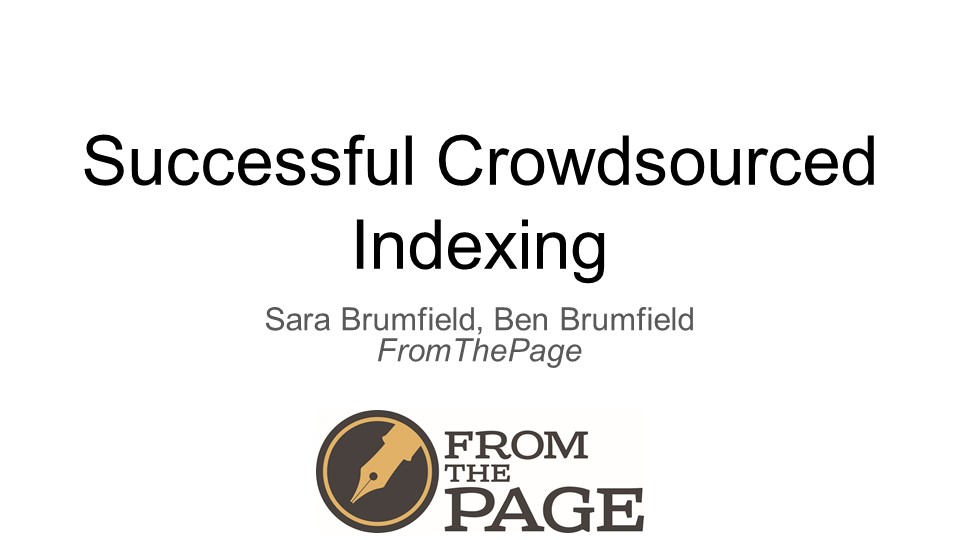 Successful Crowdsourced
Indexing
Sara Brumfield, Ben Brumfield
FromThePage
FROM
THE
PAGE